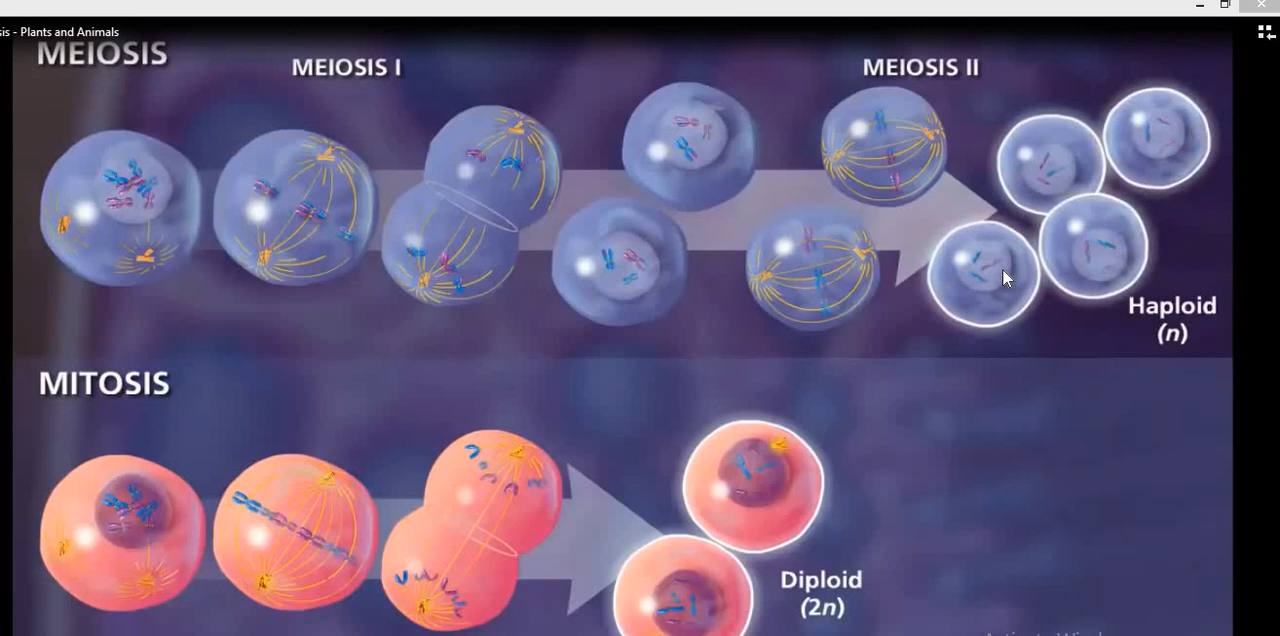 sis - Plants and Animals
MEIOSIS
MEIOSIS I
MEIOSIS II
Haploid
(n)
MITOSIS
Diploid
(2n)